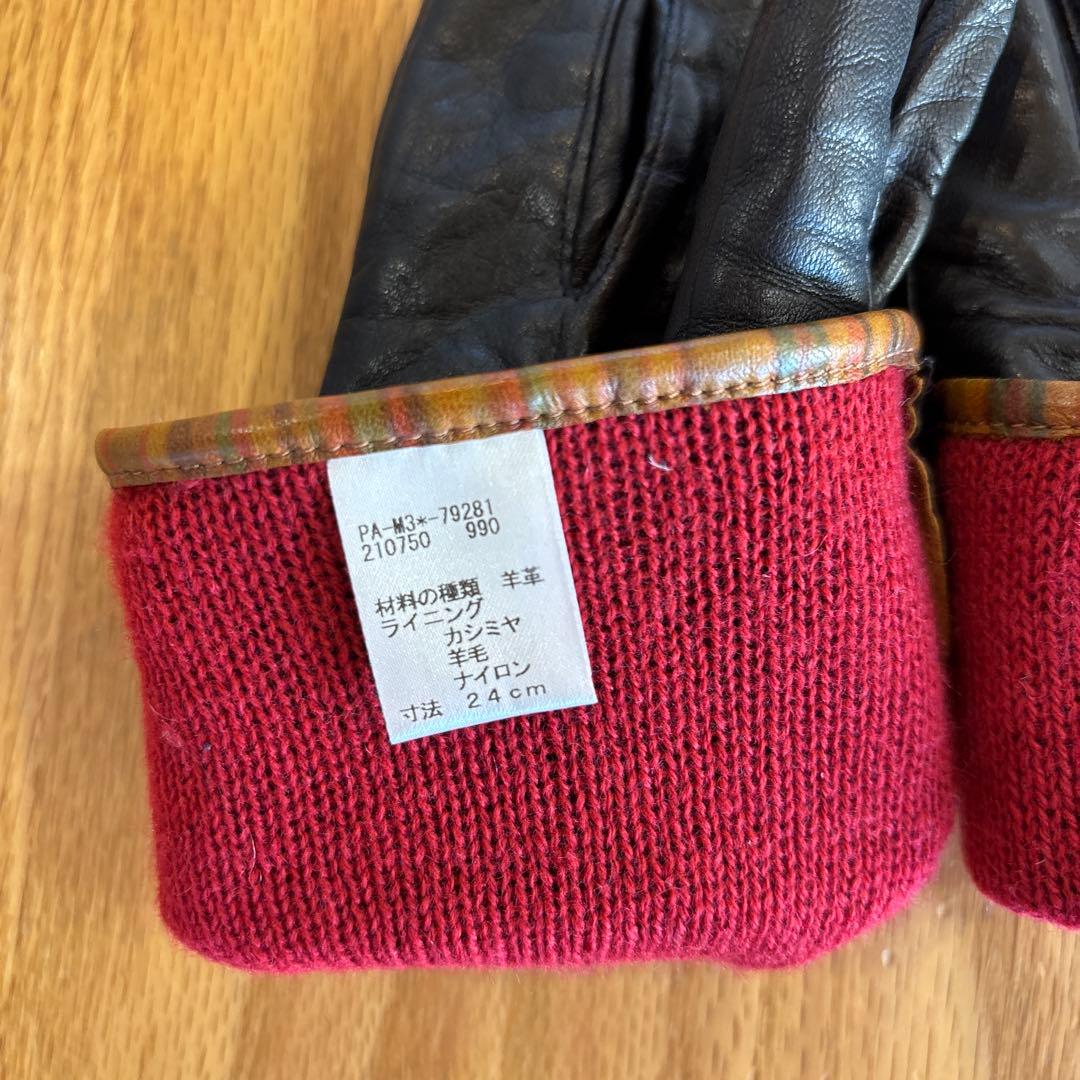 PA-M3*-79281
210750 990
材料の種類 羊革
ライニング
カシミヤ
羊毛
ナイロン
寸法 24cm